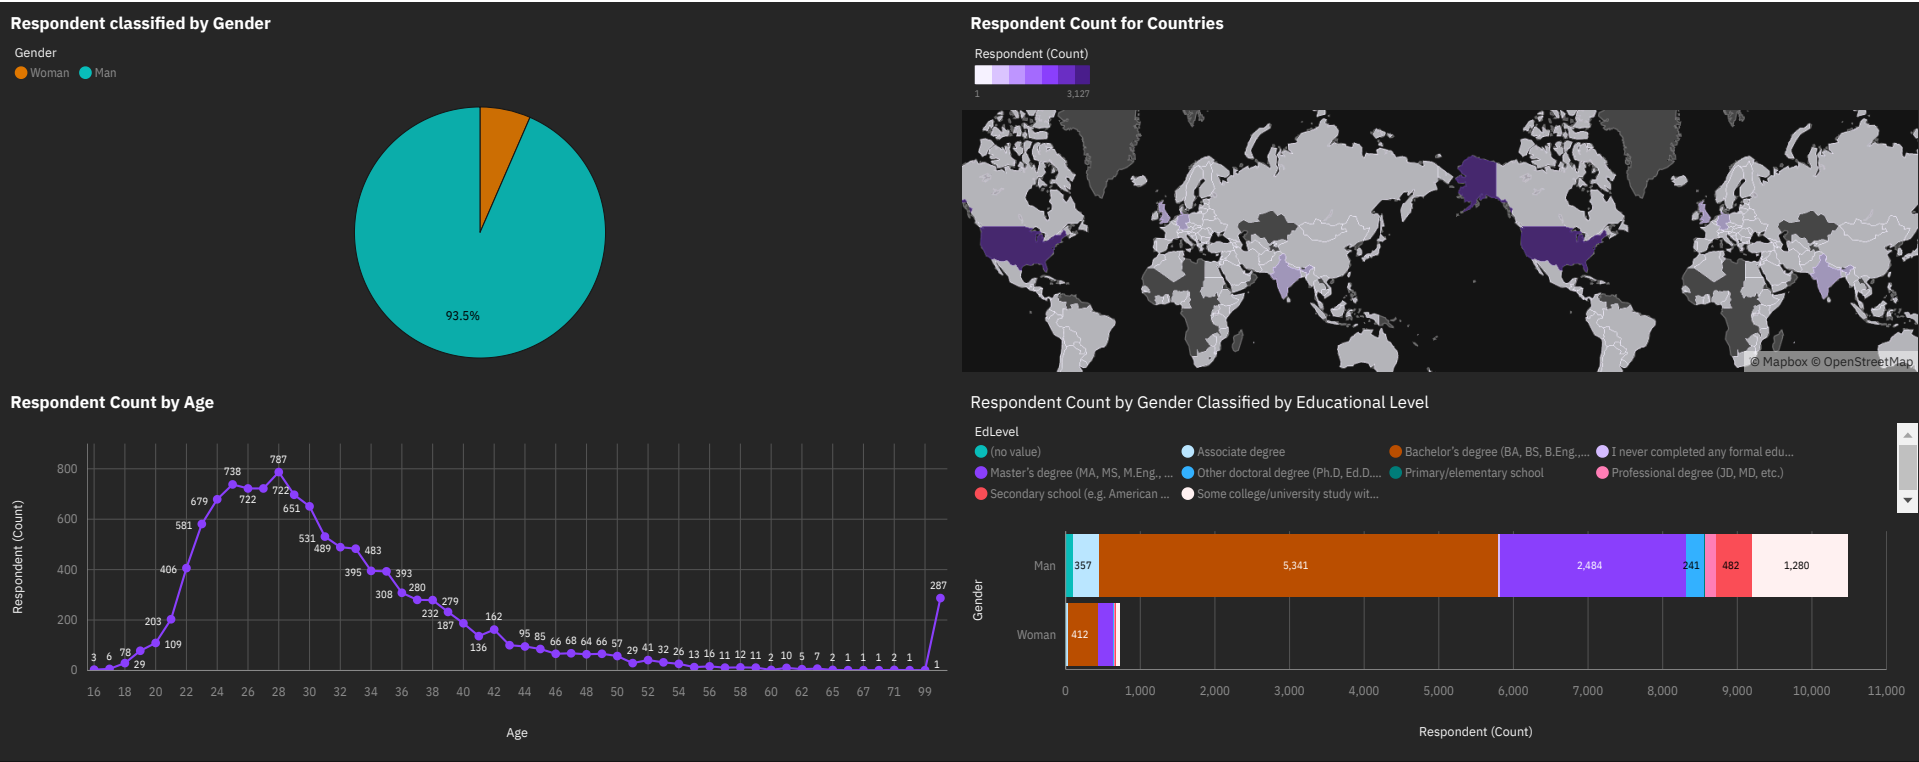 Respondent classified by Gender
Gender
Woman Man
93.5%
Respondent Count for Countries
Respondent (Count)
1 3,127
© Mapbox © OpenStreetMap
Respondent Count by Age
Respondent (Count)
800
600
400
200
0
3 6 78 29 203 109 406 581 679 738 722 787 722 651 531 489 483 395 393 308 280 232 279 187 136 162 95 85 66 68 64 66 57 29 41 32 26 13 16 11 12 11 2 10 5 7 2 1 1 1 2 1 1 287
16 18 20 22 24 26 28 30 32 34 36 38 40 42 44 46 48 50 52 54 56 58 60 62 65 67 71 99
Age
Respondent Count by Gender Classified by Educational Level
EdLevel
(no value) Associate degree Bachelor's degree (BA, BS, B.Eng.,... I never completed any formal edu...
Master's degree (MA, MS, M.Eng., ... Other doctoral degree (Ph.D, Ed.D.... Primary/elementary school Professional degree (JD, MD, etc.)
Secondary school (e.g. American ... Some college/university study wit...
Gender
Man 357 5,341 2,484 241 482 1,280
Woman 412
0 1,000 2,000 3,000 4,000 5,000 6,000 7,000 8,000 9,000 10,000 11,000
Respondent (Count)